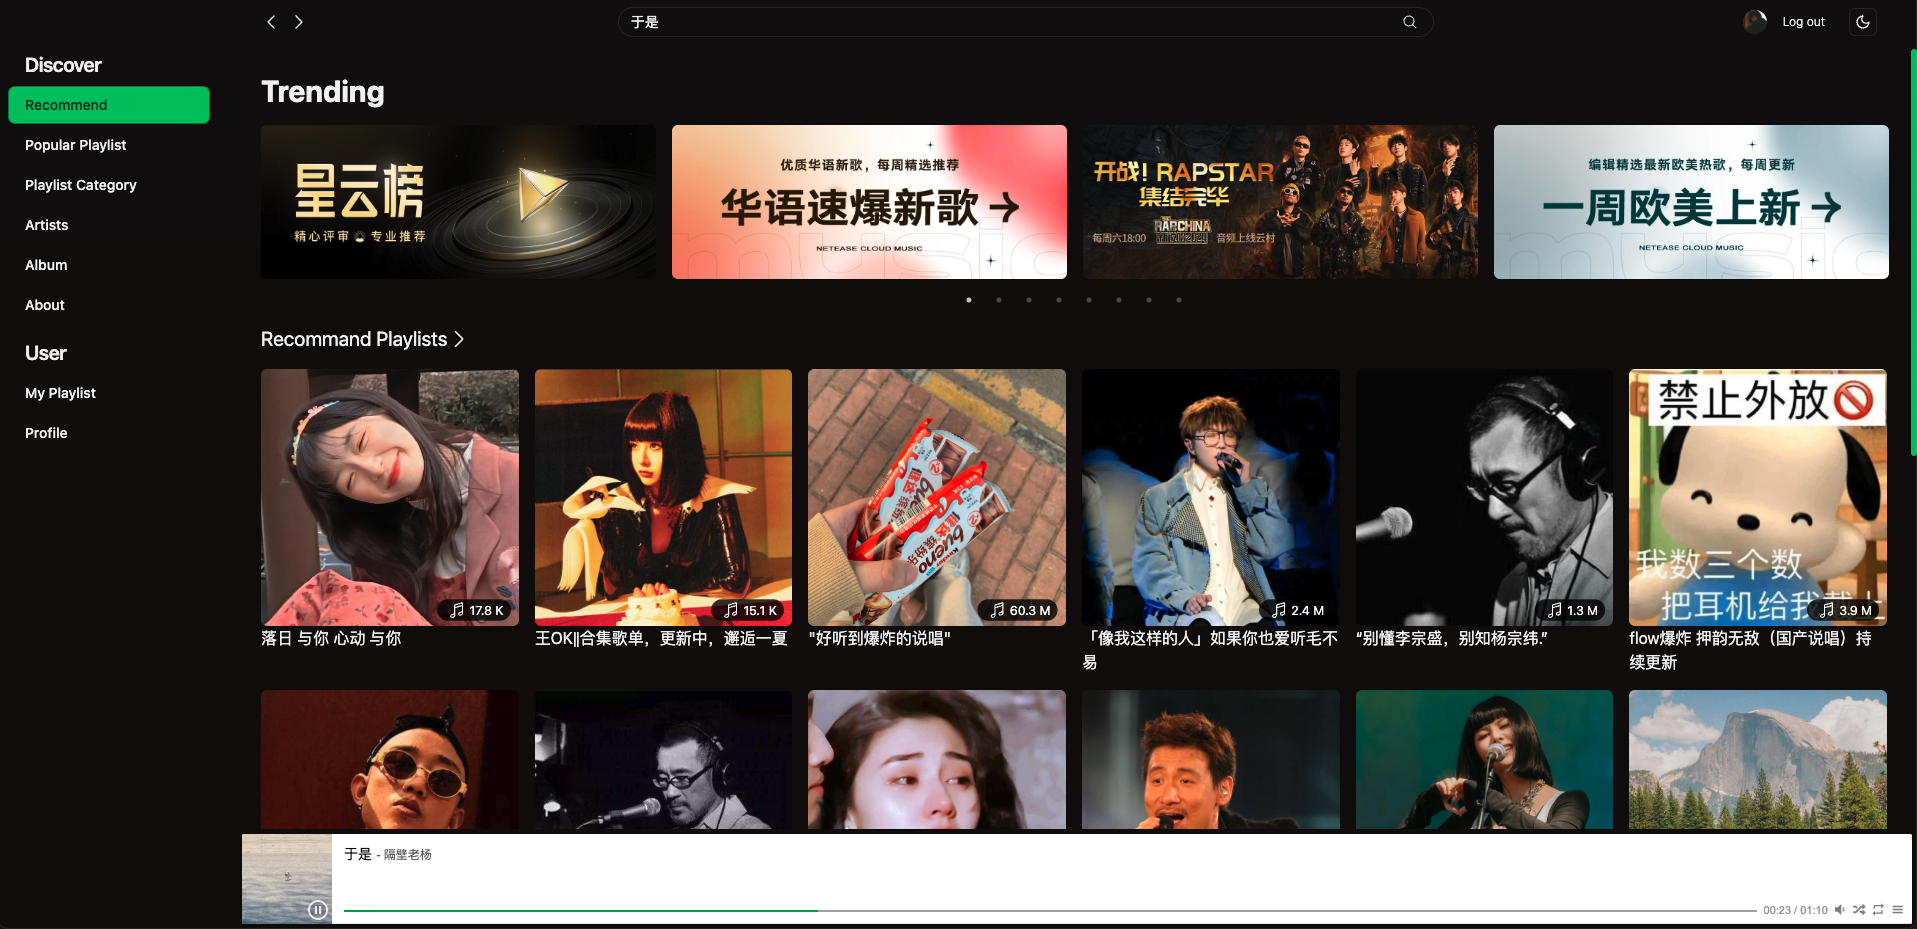 于是
Log out
Discover
Recommend
Popular Playlist
Playlist Category
Artists
Album
About
User
My Playlist
Profile
Trending
星云榜
精心评审 专业推荐
优质华语新歌，每周精选推荐
华语速爆新歌→
NETEASE CLOUD MUSIC
music
开战! RAPSTAR
集结完毕
每周六18:00
RAPCHINA
音频上线云村
编辑精选最新欧美热歌，每周更新
一周欧美上新→
NETEASE CLOUD MUSIC
music
Recommand Playlists
17.8 K
落日 与你 心动 与你
15.1 K
王OK||合集歌单，更新中，邂逅一夏
bueno
bueno
60.3 M
"好听到爆炸的说唱"
2.4 M
「像我这样的人」如果你也爱听毛不
易
1.3 M
“别懂李宗盛，别知杨宗纬.”
禁止外放
我数三个数
把耳机给我戴上
3.9 M
flow爆炸 押韵无敌（国产说唱）持
续更新
于是 - 隔壁老杨
00:23 / 01:10